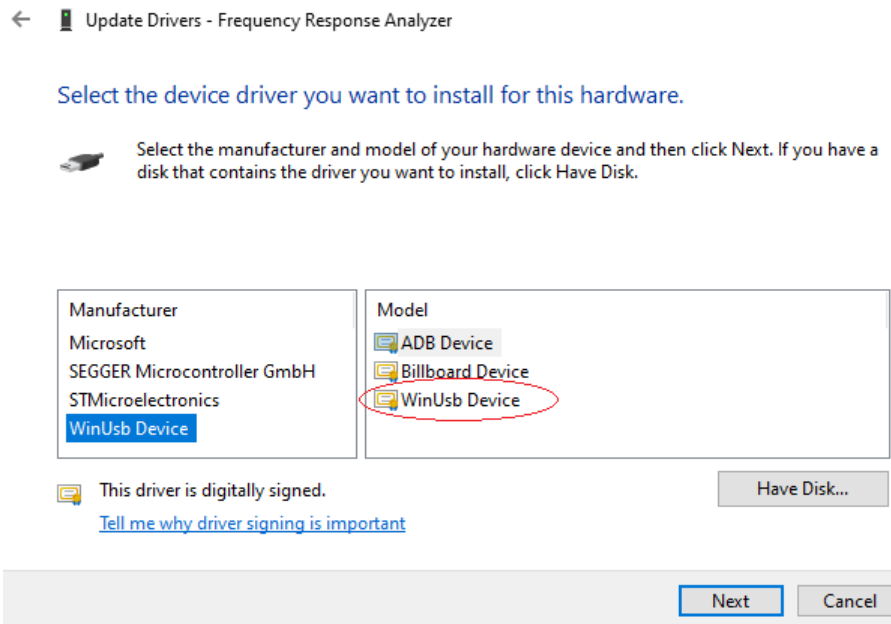 Update Drivers - Frequency Response Analyzer
Select the device driver you want to install for this hardware.
Select the manufacturer and model of your hardware device and then click Next. If you have a
disk that contains the driver you want to install, click Have Disk.
Manufacturer
Microsoft
SEGGER Microcontroller GmbH
STMicroelectronics
WinUsb Device
Model
ADB Device
Billboard Device
WinUsb Device
This driver is digitally signed.
Have Disk...
Tell me why driver signing is important
Next
Cancel